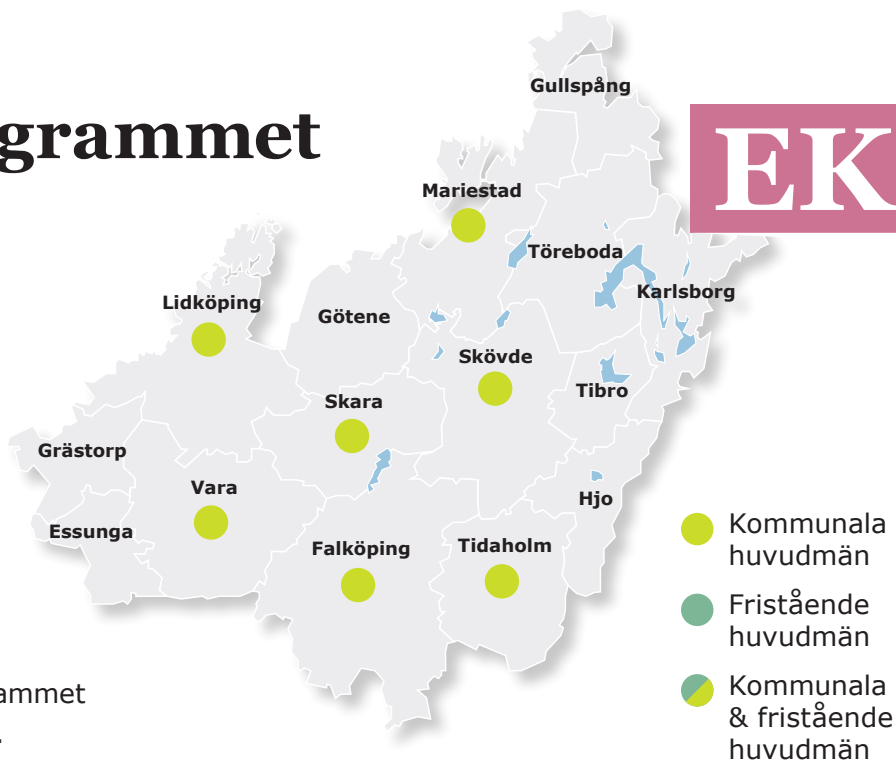 grammet
EK
Gullspång
Mariestad
Töreboda
Karlsborg
Lidköping
Götene
Skövde
Tibro
Skara
Grästorp
Vara
Hjo
Essunga
Falköping
Tidaholm
Kommunala
huvudmän
Fristående
huvudmän
Kommunala
& fristående
huvudmän
ammet
.